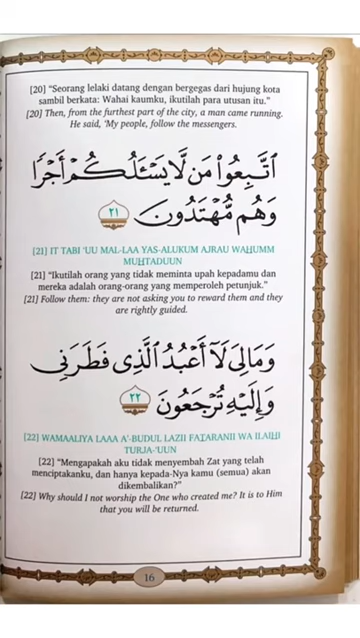 [20] “Seorang lelaki datang dengan bergegas dari hujung kota
sambil berkata: Wahai kaumku, ikutilah para utusan itu.”
[20] Then, from the furthest part of the city, a man came running.
He said, ‘My people, follow the messengers.
ٱتَّبِعُوا۟ مَن لَّا يَسْـَٔلُكُمْ أَجْرًا
وَهُم مُّهْتَدُونَ ٢١
[21] IT TABI ‘UU MAL-LAA YAS-ALUKUM AJRAU WAHUMM
MUHTADUUN
[21] “Ikutilah orang yang tidak meminta upah kepadamu dan
mereka adalah orang-orang yang memperoleh petunjuk.”
[21] Follow them: they are not asking you to reward them and they
are rightly guided.
وَمَا لِىَ لَآ أَعْبُدُ ٱلَّذِى فَطَرَنِى
وَإِلَيْهِ تُرْجَعُونَ ٢٢
[22] WAMAALIYA LAAA A’-BUDUL LAZII FATARANII WA ILAIHI
TURJA-‘UUN
[22] “Mengapakah aku tidak menyembah Zat yang telah
menciptakanku, dan hanya kepada-Nya kamu (semua) akan
dikembalikan?”
[22] Why should I not worship the One who created me? It is to Him
that you will be returned.
16